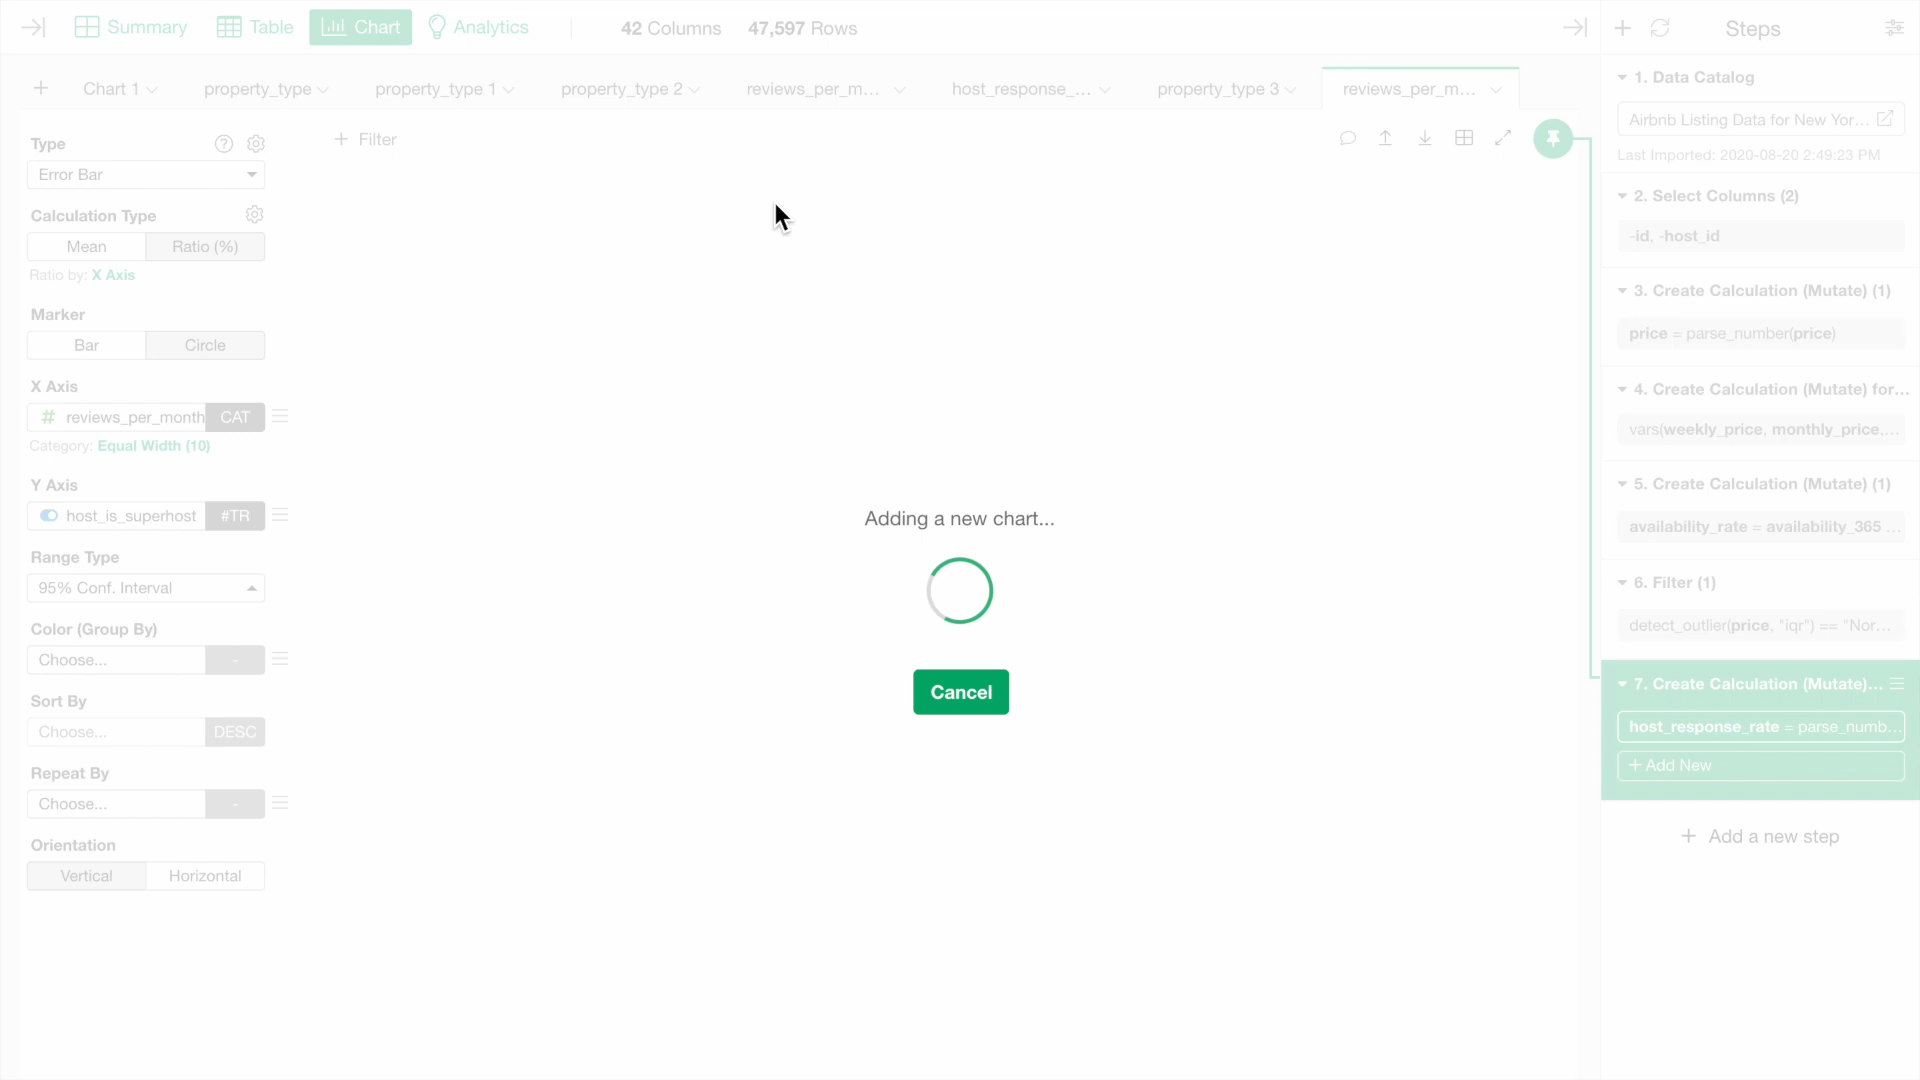 Summary Table Chart Analytics 42 Columns 47,597 Rows Steps
Chart 1 property_type property_type 1 property_type 2 reviews_per_m... host_response_... property_type 3 reviews_per_m...
Type
Error Bar
Calculation Type
Mean Ratio (%)
Ratio by: X Axis
Marker
Bar Circle
X Axis
# reviews_per_month CAT
Category: Equal Width (10)
Y Axis
host_is_superhost #TR
Range Type
95% Conf. Interval
Color (Group By)
Choose... -
Sort By
Choose... DESC
Repeat By
Choose... -
Orientation
Vertical Horizontal
+ Filter
Adding a new chart...
Cancel
1. Data Catalog
Airbnb Listing Data for New Yor...
Last Imported: 2020-08-20 2:49:23 PM
2. Select Columns (2)
-id, -host_id
3. Create Calculation (Mutate) (1)
price = parse_number(price)
4. Create Calculation (Mutate) for...
vars(weekly_price, monthly_price,...
5. Create Calculation (Mutate) (1)
availability_rate = availability_365 ...
6. Filter (1)
detect_outlier(price, "iqr") == "Nor...
7. Create Calculation (Mutate)...
host_response_rate = parse_numb...
+ Add New
+ Add a new step